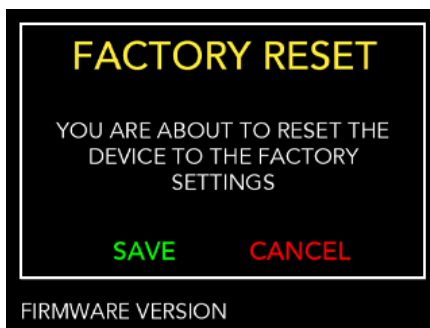 FACTORY RESET
YOU ARE ABOUT TO RESET THE
DEVICE TO THE FACTORY
SETTINGS
SAVE CANCEL
FIRMWARE VERSION